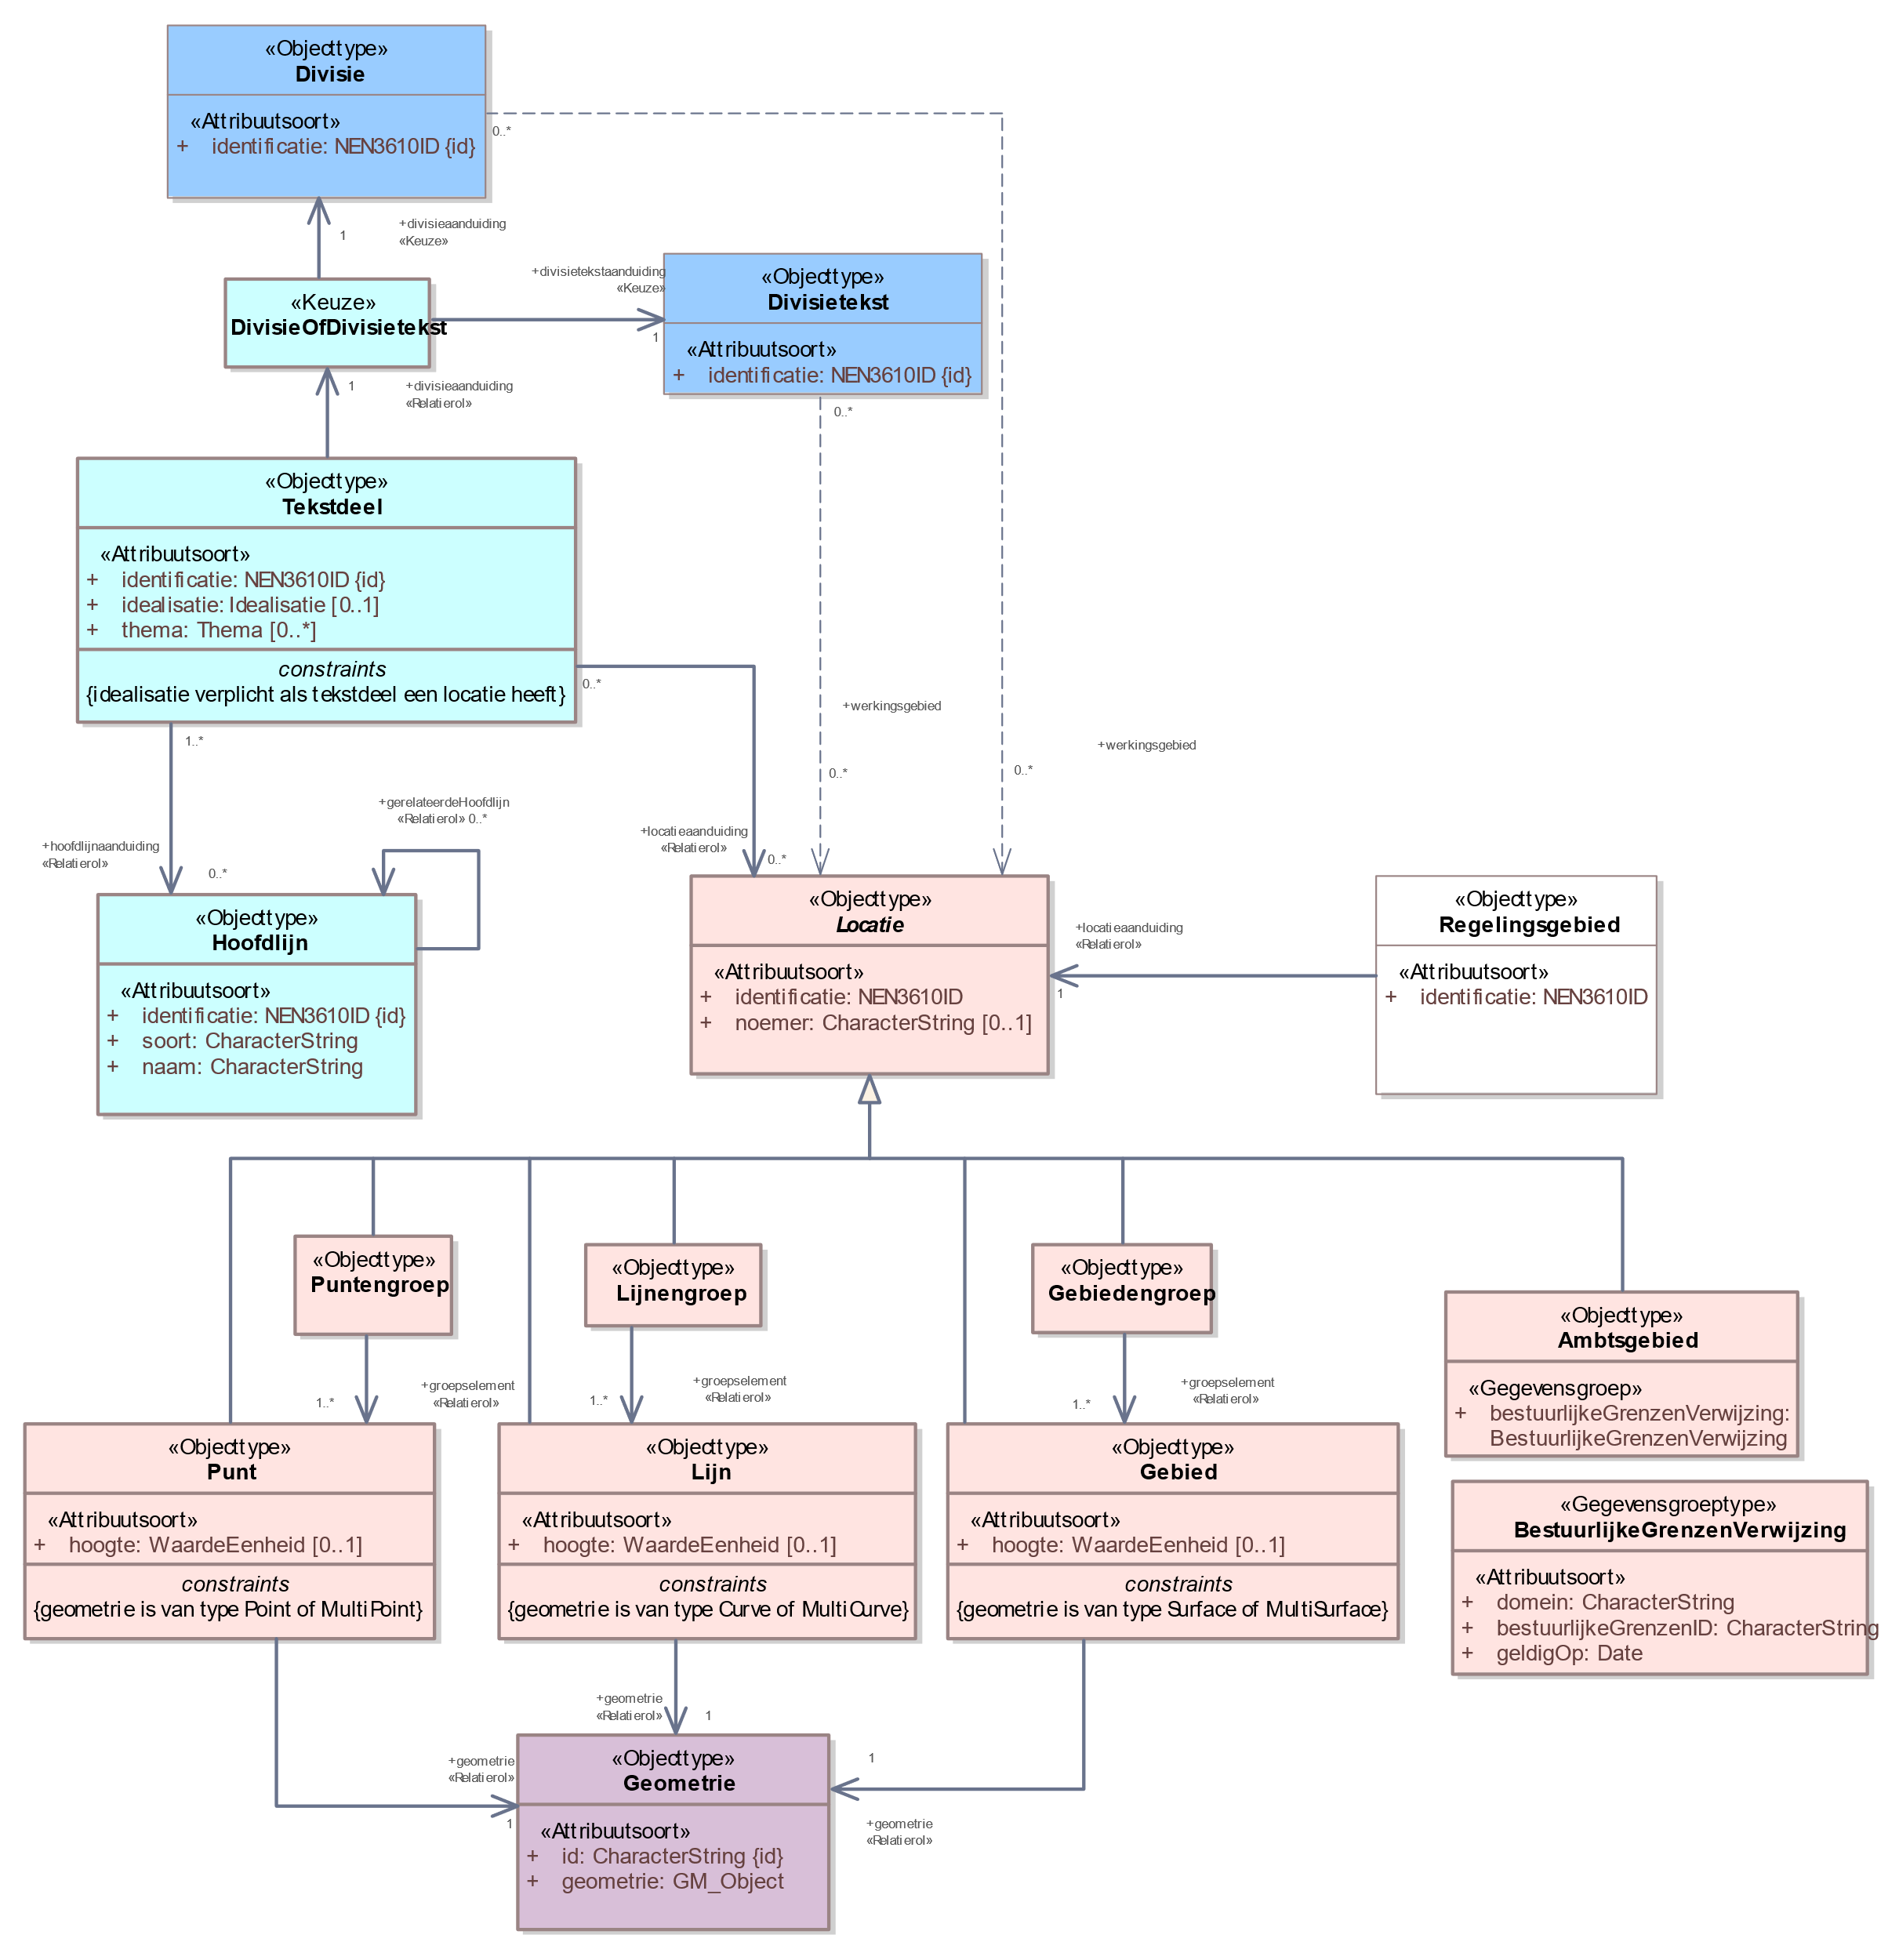 «Objecttype»
Divisie
«Attribuutsoort»
+ identificatie: NEN3610ID {id}
0..*
1
+divisieaanduiding
«Keuze»
«Keuze»
DivisieOfDivisietekst
+divisietekstaanduiding
«Keuze»
1
«Objecttype»
Divisietekst
«Attribuutsoort»
+ identificatie: NEN3610ID {id}
0..*
1
+divisieaanduiding
«Relatierol»
«Objecttype»
Tekstdeel
«Attribuutsoort»
+ identificatie: NEN3610ID {id}
+ idealisatie: Idealisatie [0..1]
+ thema: Thema [0..*]
constraints
{idealisatie verplicht als tekstdeel een locatie heeft}
0..*
1..*
+werkingsgebied
+werkingsgebied
0..*
0..*
+gerelateerdeHoofdlijn
«Relatierol» 0..*
+hoofdlijnaanduiding
«Relatierol»
0..*
+locatieaanduiding
«Relatierol»
0..*
«Objecttype»
Hoofdlijn
«Attribuutsoort»
+ identificatie: NEN3610ID {id}
+ soort: CharacterString
+ naam: CharacterString
«Objecttype»
Locatie
«Attribuutsoort»
+ identificatie: NEN3610ID
+ noemer: CharacterString [0..1]
+locatieaanduiding
«Relatierol»
1
«Objecttype»
Regelingsgebied
«Attribuutsoort»
+ identificatie: NEN3610ID
«Objecttype»
Puntengroep
«Objecttype»
Lijnengroep
«Objecttype»
Gebiedengroep
«Objecttype»
Ambtsgebied
«Gegevensgroep»
+ bestuurlijkeGrenzenVerwijzing:
BestuurlijkeGrenzenVerwijzing
1..*
+groepselement
«Relatierol»
1..*
+groepselement
«Relatierol»
1..*
+groepselement
«Relatierol»
«Objecttype»
Punt
«Attribuutsoort»
+ hoogte: WaardeEenheid [0..1]
constraints
{geometrie is van type Point of MultiPoint}
«Objecttype»
Lijn
«Attribuutsoort»
+ hoogte: WaardeEenheid [0..1]
constraints
{geometrie is van type Curve of MultiCurve}
«Objecttype»
Gebied
«Attribuutsoort»
+ hoogte: WaardeEenheid [0..1]
constraints
{geometrie is van type Surface of MultiSurface}
«Gegevensgroeptype»
BestuurlijkeGrenzenVerwijzing
«Attribuutsoort»
+ domein: CharacterString
+ bestuurlijkeGrenzenID: CharacterString
+ geldigOp: Date
+geometrie
«Relatierol»
1
+geometrie
«Relatierol»
1
1
+geometrie
«Relatierol»
«Objecttype»
Geometrie
«Attribuutsoort»
+ id: CharacterString {id}
+ geometrie: GM_Object